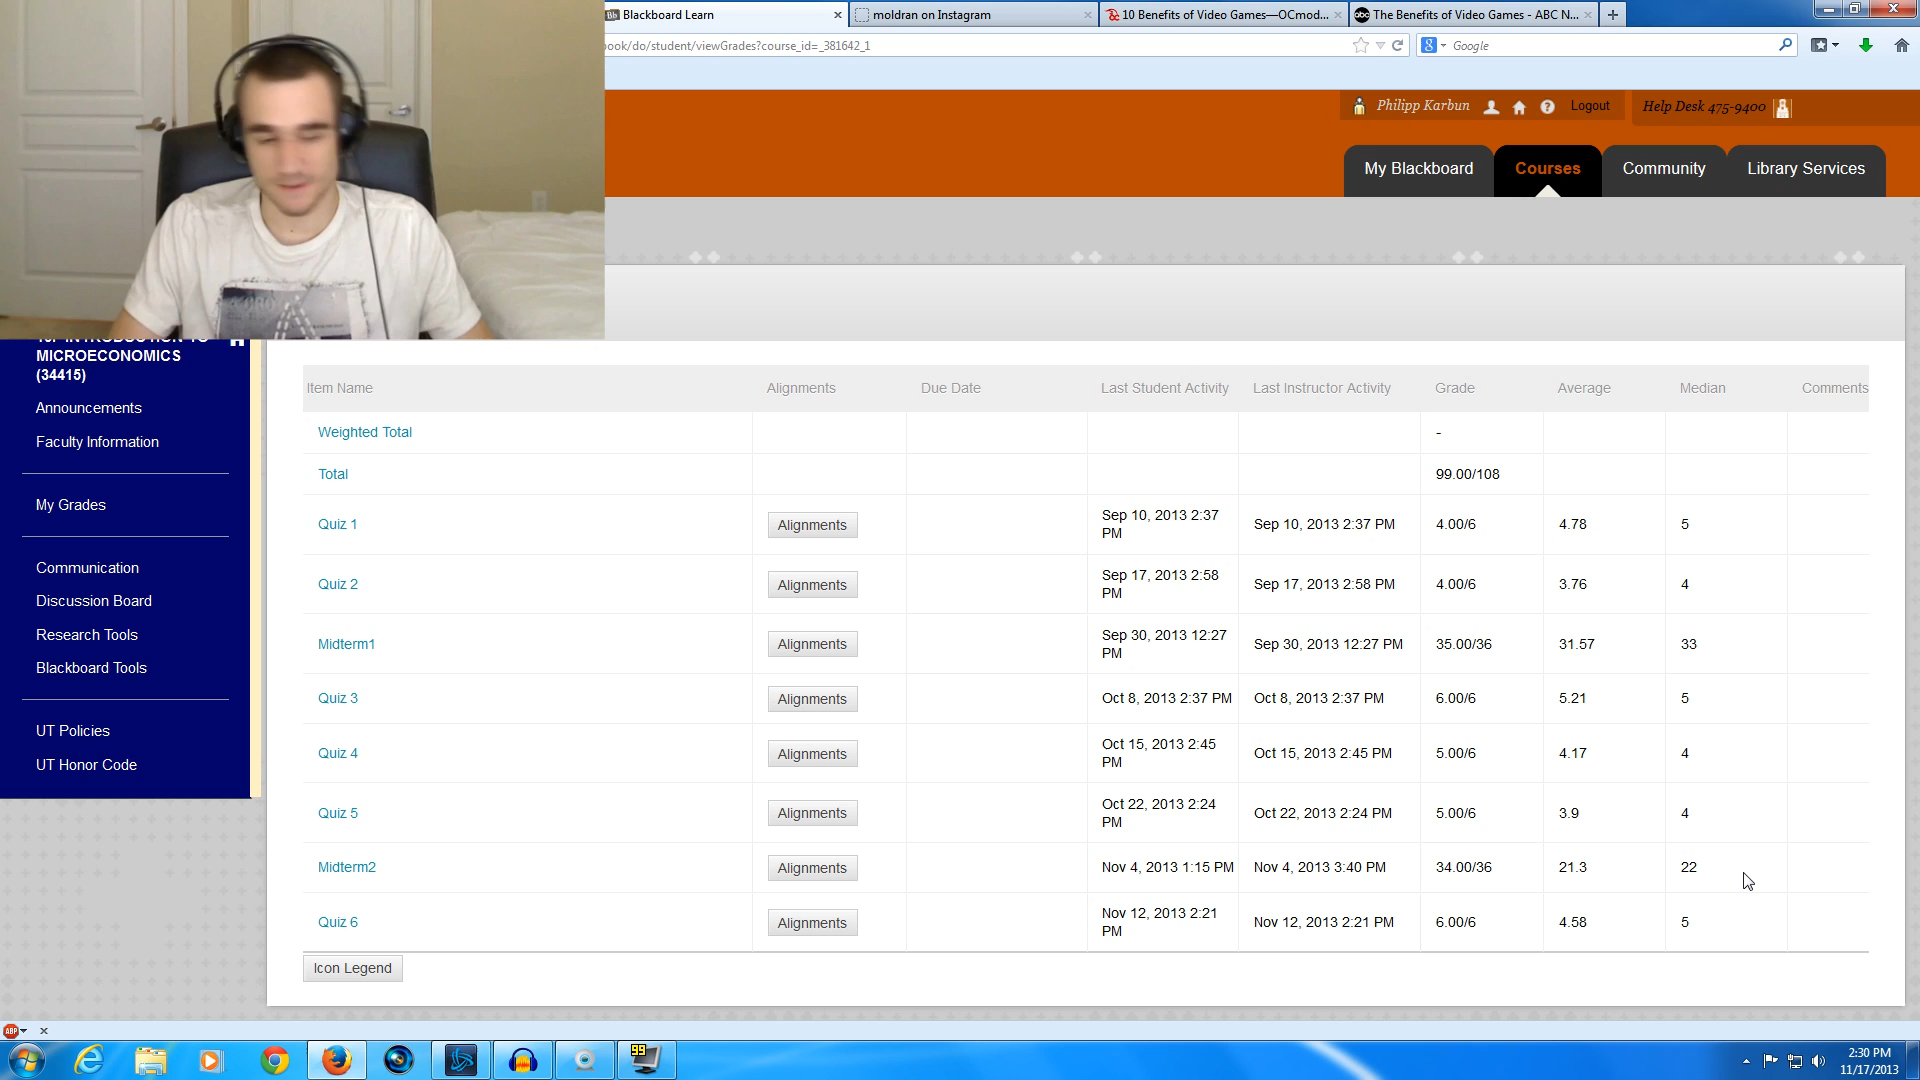 Blackboard Learn
moldran on Instagram
10 Benefits of Video Games—OCmod...
The Benefits of Video Games - ABC N...
ook/do/student/viewGrades?course_id=_381642_1
Google
Philipp Karbun
Logout
Help Desk 475-9400
My Blackboard
Courses
Community
Library Services
MICROECONOMICS
(34415)
Announcements
Faculty Information
My Grades
Communication
Discussion Board
Research Tools
Blackboard Tools
UT Policies
UT Honor Code
Item Name Alignments Due Date Last Student Activity Last Instructor Activity Grade Average Median Comments
Weighted Total -
Total 99.00/108
Quiz 1 Alignments Sep 10, 2013 2:37 PM Sep 10, 2013 2:37 PM 4.00/6 4.78 5
Quiz 2 Alignments Sep 17, 2013 2:58 PM Sep 17, 2013 2:58 PM 4.00/6 3.76 4
Midterm1 Alignments Sep 30, 2013 12:27 PM Sep 30, 2013 12:27 PM 35.00/36 31.57 33
Quiz 3 Alignments Oct 8, 2013 2:37 PM Oct 8, 2013 2:37 PM 6.00/6 5.21 5
Quiz 4 Alignments Oct 15, 2013 2:45 PM Oct 15, 2013 2:45 PM 5.00/6 4.17 4
Quiz 5 Alignments Oct 22, 2013 2:24 PM Oct 22, 2013 2:24 PM 5.00/6 3.9 4
Midterm2 Alignments Nov 4, 2013 1:15 PM Nov 4, 2013 3:40 PM 34.00/36 21.3 22
Quiz 6 Alignments Nov 12, 2013 2:21 PM Nov 12, 2013 2:21 PM 6.00/6 4.58 5
Icon Legend
ABP
99
2:30 PM
11/17/2013